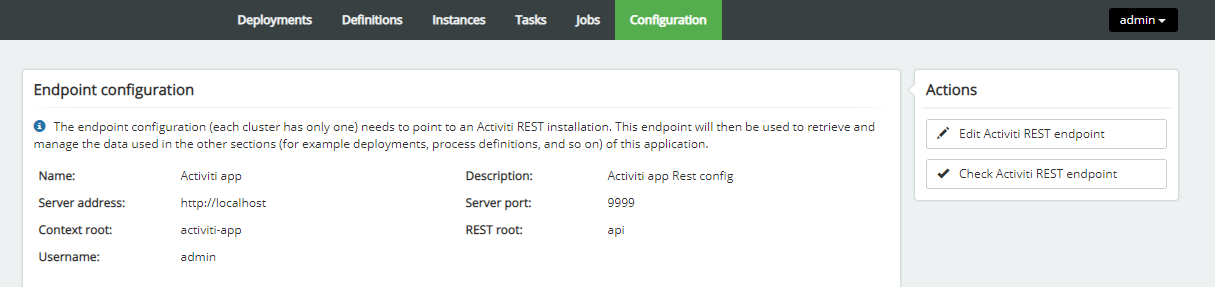 Deployments Definitions Instances Tasks Jobs Configuration admin
Endpoint configuration
The endpoint configuration (each cluster has only one) needs to point to an Activiti REST installation. This endpoint will then be used to retrieve and
manage the data used in the other sections (for example deployments, process definitions, and so on) of this application.
Name: Activiti app Description: Activiti app Rest config
Server address: http://localhost Server port: 9999
Context root: activiti-app REST root: api
Username: admin
Actions
Edit Activiti REST endpoint
Check Activiti REST endpoint